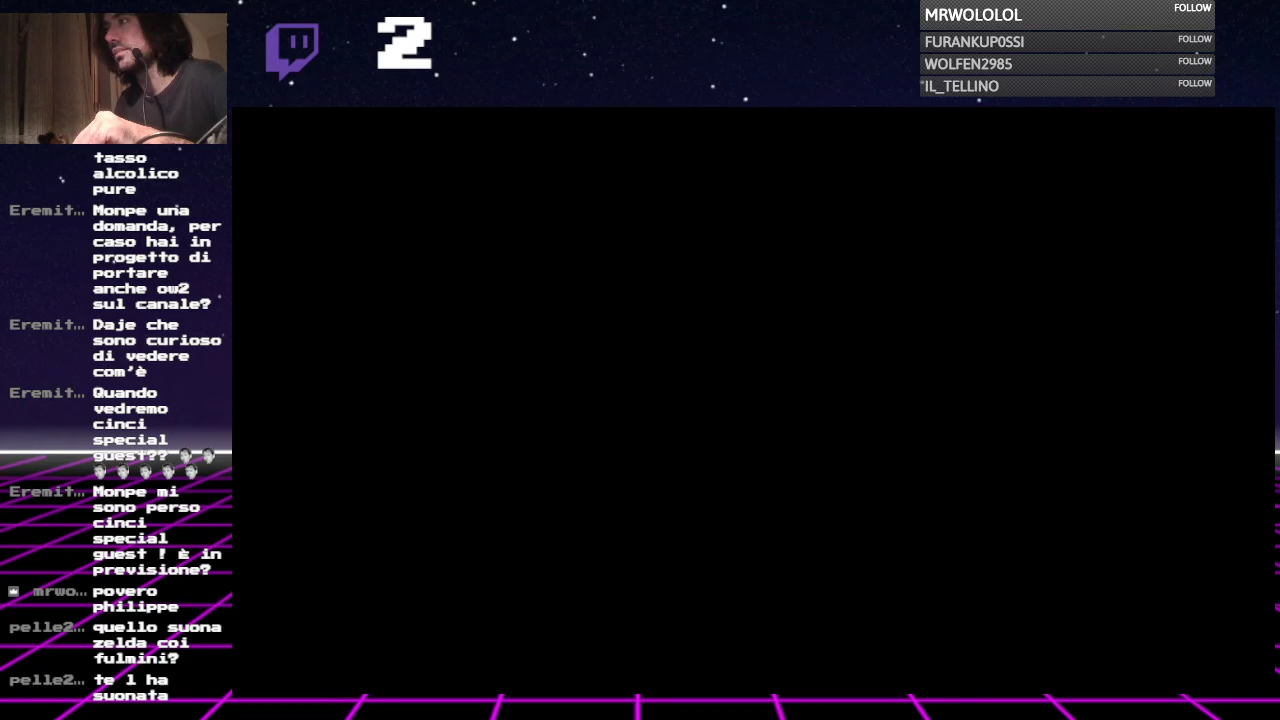 2
MRWOLOLOL FOLLOW
FURANKUP0SSI FOLLOW
WOLFEN2985 FOLLOW
IL_TELLINO FOLLOW
tasso
alcolico
pure
Eremit… Monpe una
domanda, per
caso hai in
progetto di
portare
anche ow2
sul canale?
Eremit… Daje che
sono curioso
di vedere
com'è
Eremit… Quando
vedremo
cinci
special
guest??
Eremit… Monpe mi
sono perso
cinci
special
guest ! È in
previsione?
mrwo… povero
philippe
pelle2… quello suona
zelda coi
fulmini?
pelle2… te l ha
suonata